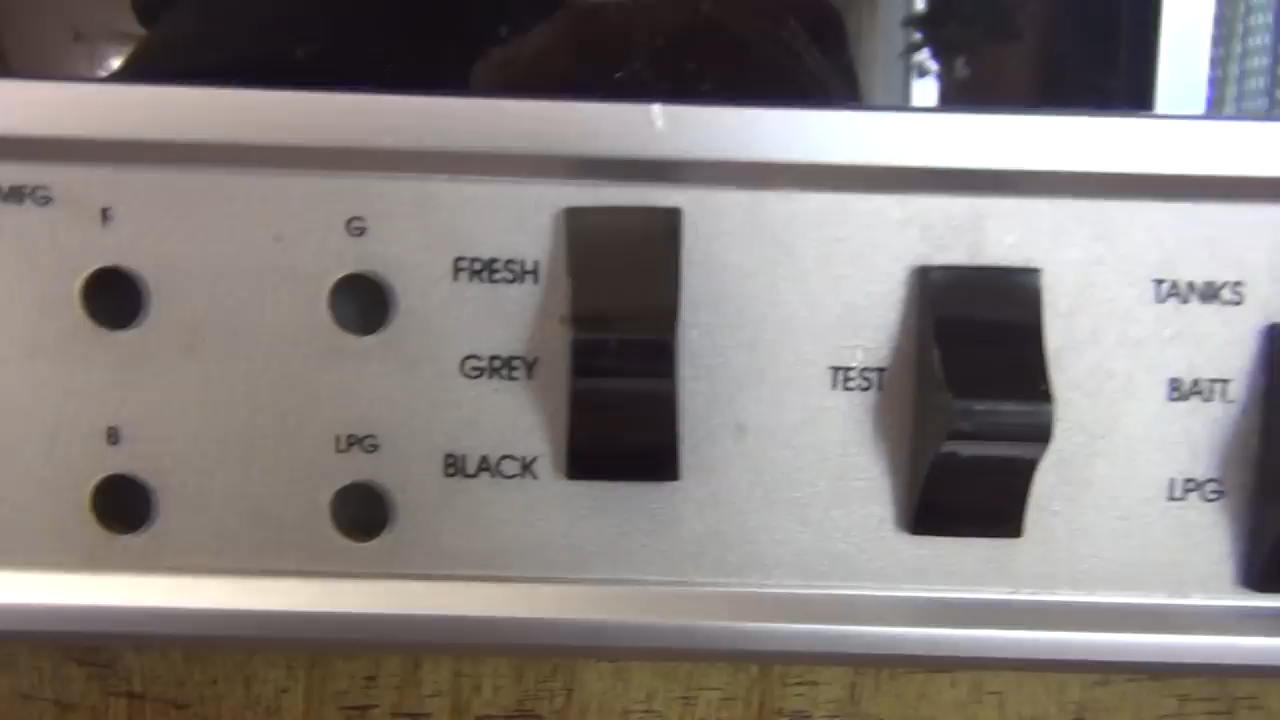 MFG
F
G
FRESH
GREY
BLACK
B
LPG
TEST
TANKS
BATT.
LPG